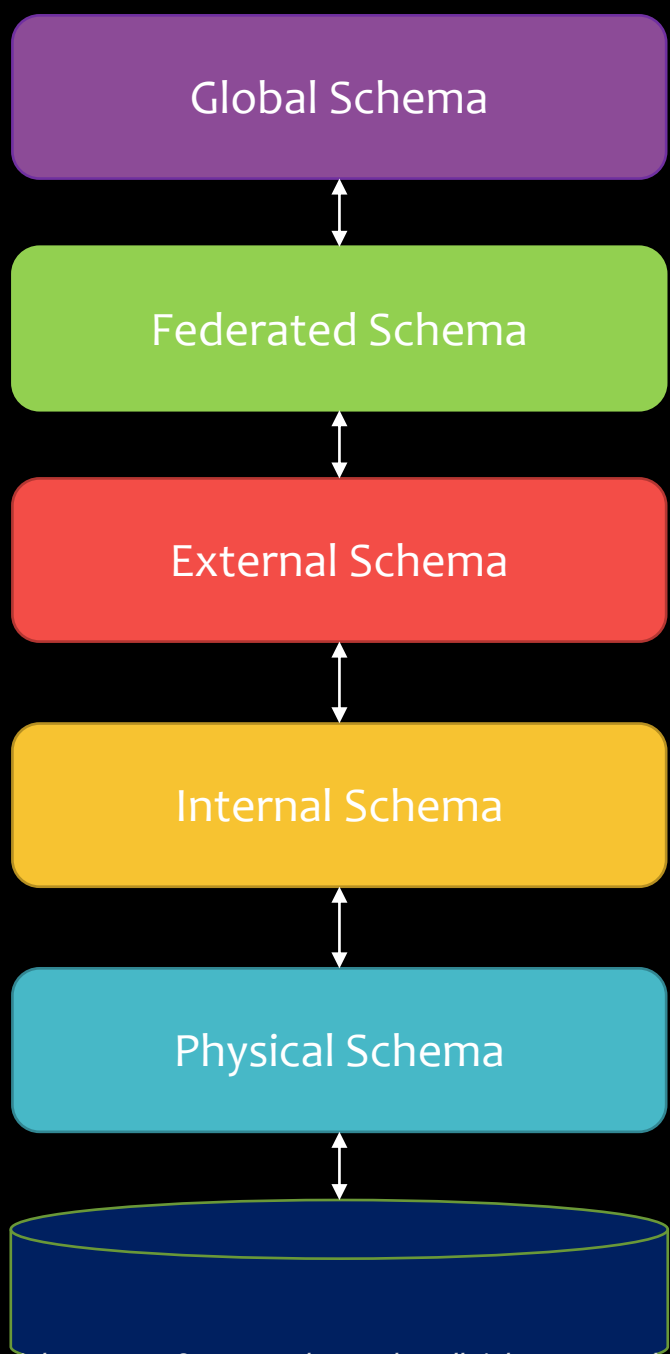 Global Schema
Federated Schema
External Schema
Internal Schema
Physical Schema